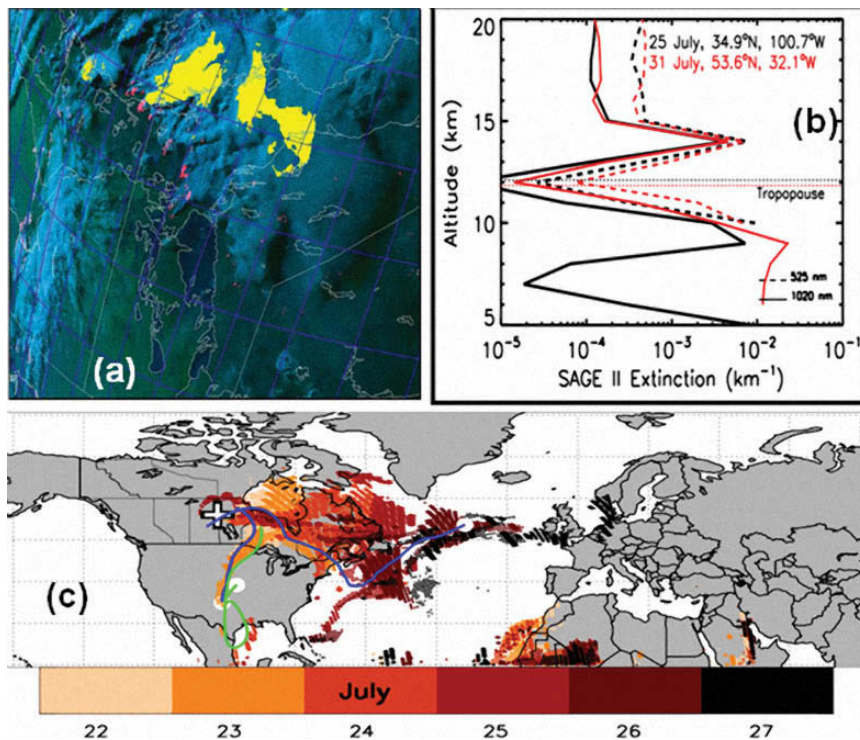 (a)
20
15
10
5
Altitude (km)
25 July, 34.9°N, 100.7°W
31 July, 53.6°N, 32.1°W
(b)
Tropopause
525 nm
1020 nm
10⁻⁵ 10⁻⁴ 10⁻³ 10⁻² 10⁻¹
SAGE II Extinction (km⁻¹)
(c)
July
22 23 24 25 26 27